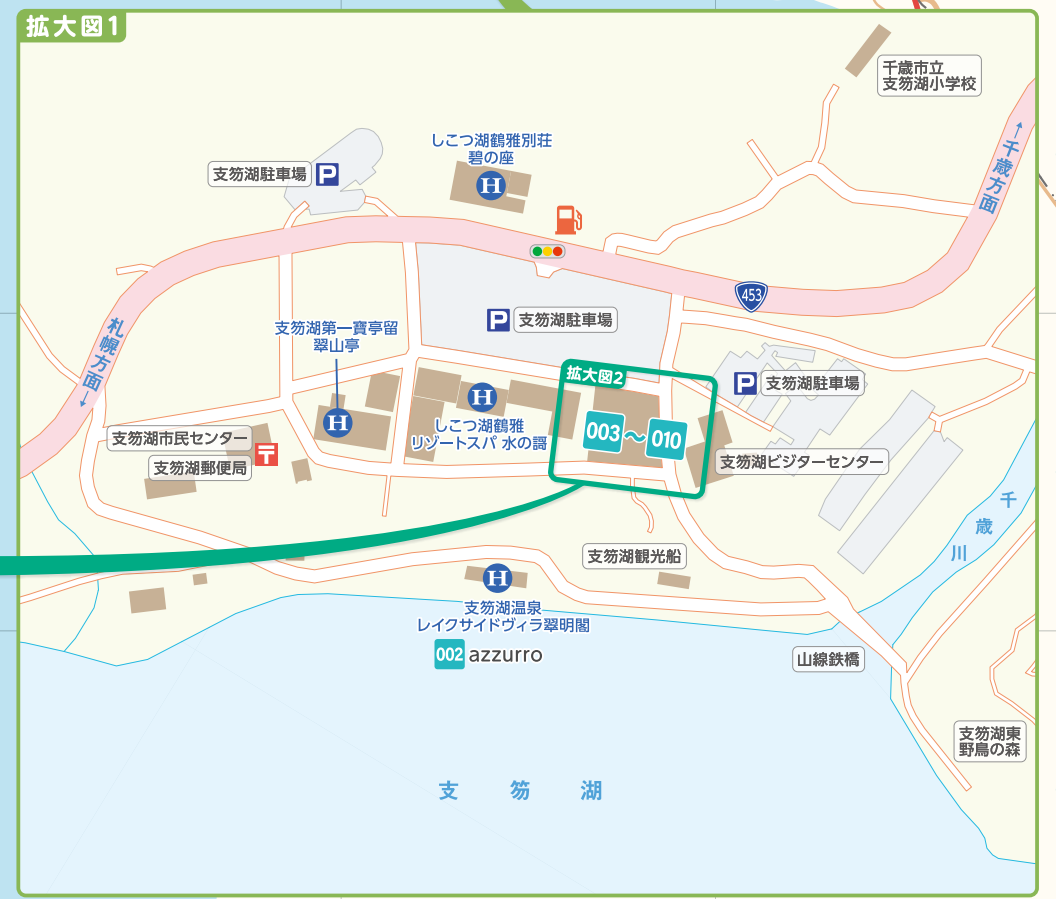 拡大図1
千歳市立
支笏湖小学校
←千歳方面
しこつ湖鶴雅別荘
碧の座
支笏湖駐車場
P
H
453
P
支笏湖駐車場
支笏湖第一寶亭留
翠山亭
札幌方面→
拡大図2
P
支笏湖駐車場
H
H
しこつ湖鶴雅
リゾートスパ 水の謌
003～010
支笏湖市民センター
支笏湖郵便局
支笏湖ビジターセンター
千歳川
支笏湖観光船
H
支笏湖温泉
レイクサイドヴィラ翠明閣
002 azzurro
山線鉄橋
支笏湖東
野鳥の森
支笏湖